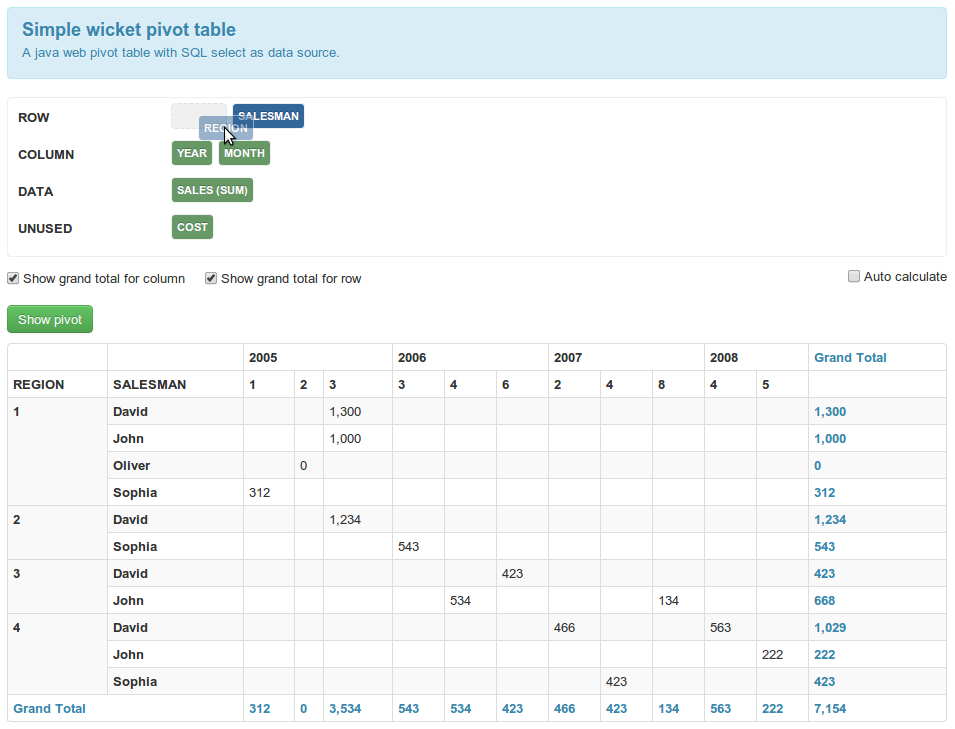 Simple wicket pivot table
A java web pivot table with SQL select as data source.
ROW REGION SALESMAN
COLUMN YEAR MONTH
DATA SALES (SUM)
UNUSED COST
Show grand total for column Show grand total for row Auto calculate
Show pivot
2005 2006 2007 2008 Grand Total
REGION SALESMAN 1 2 3 3 4 6 2 4 8 4 5
1 David 1,300 1,300
John 1,000 1,000
Oliver 0 0
Sophia 312 312
2 David 1,234 1,234
Sophia 543 543
3 David 423 423
John 534 134 668
4 David 466 563 1,029
John 222 222
Sophia 423 423
Grand Total 312 0 3,534 543 534 423 466 423 134 563 222 7,154